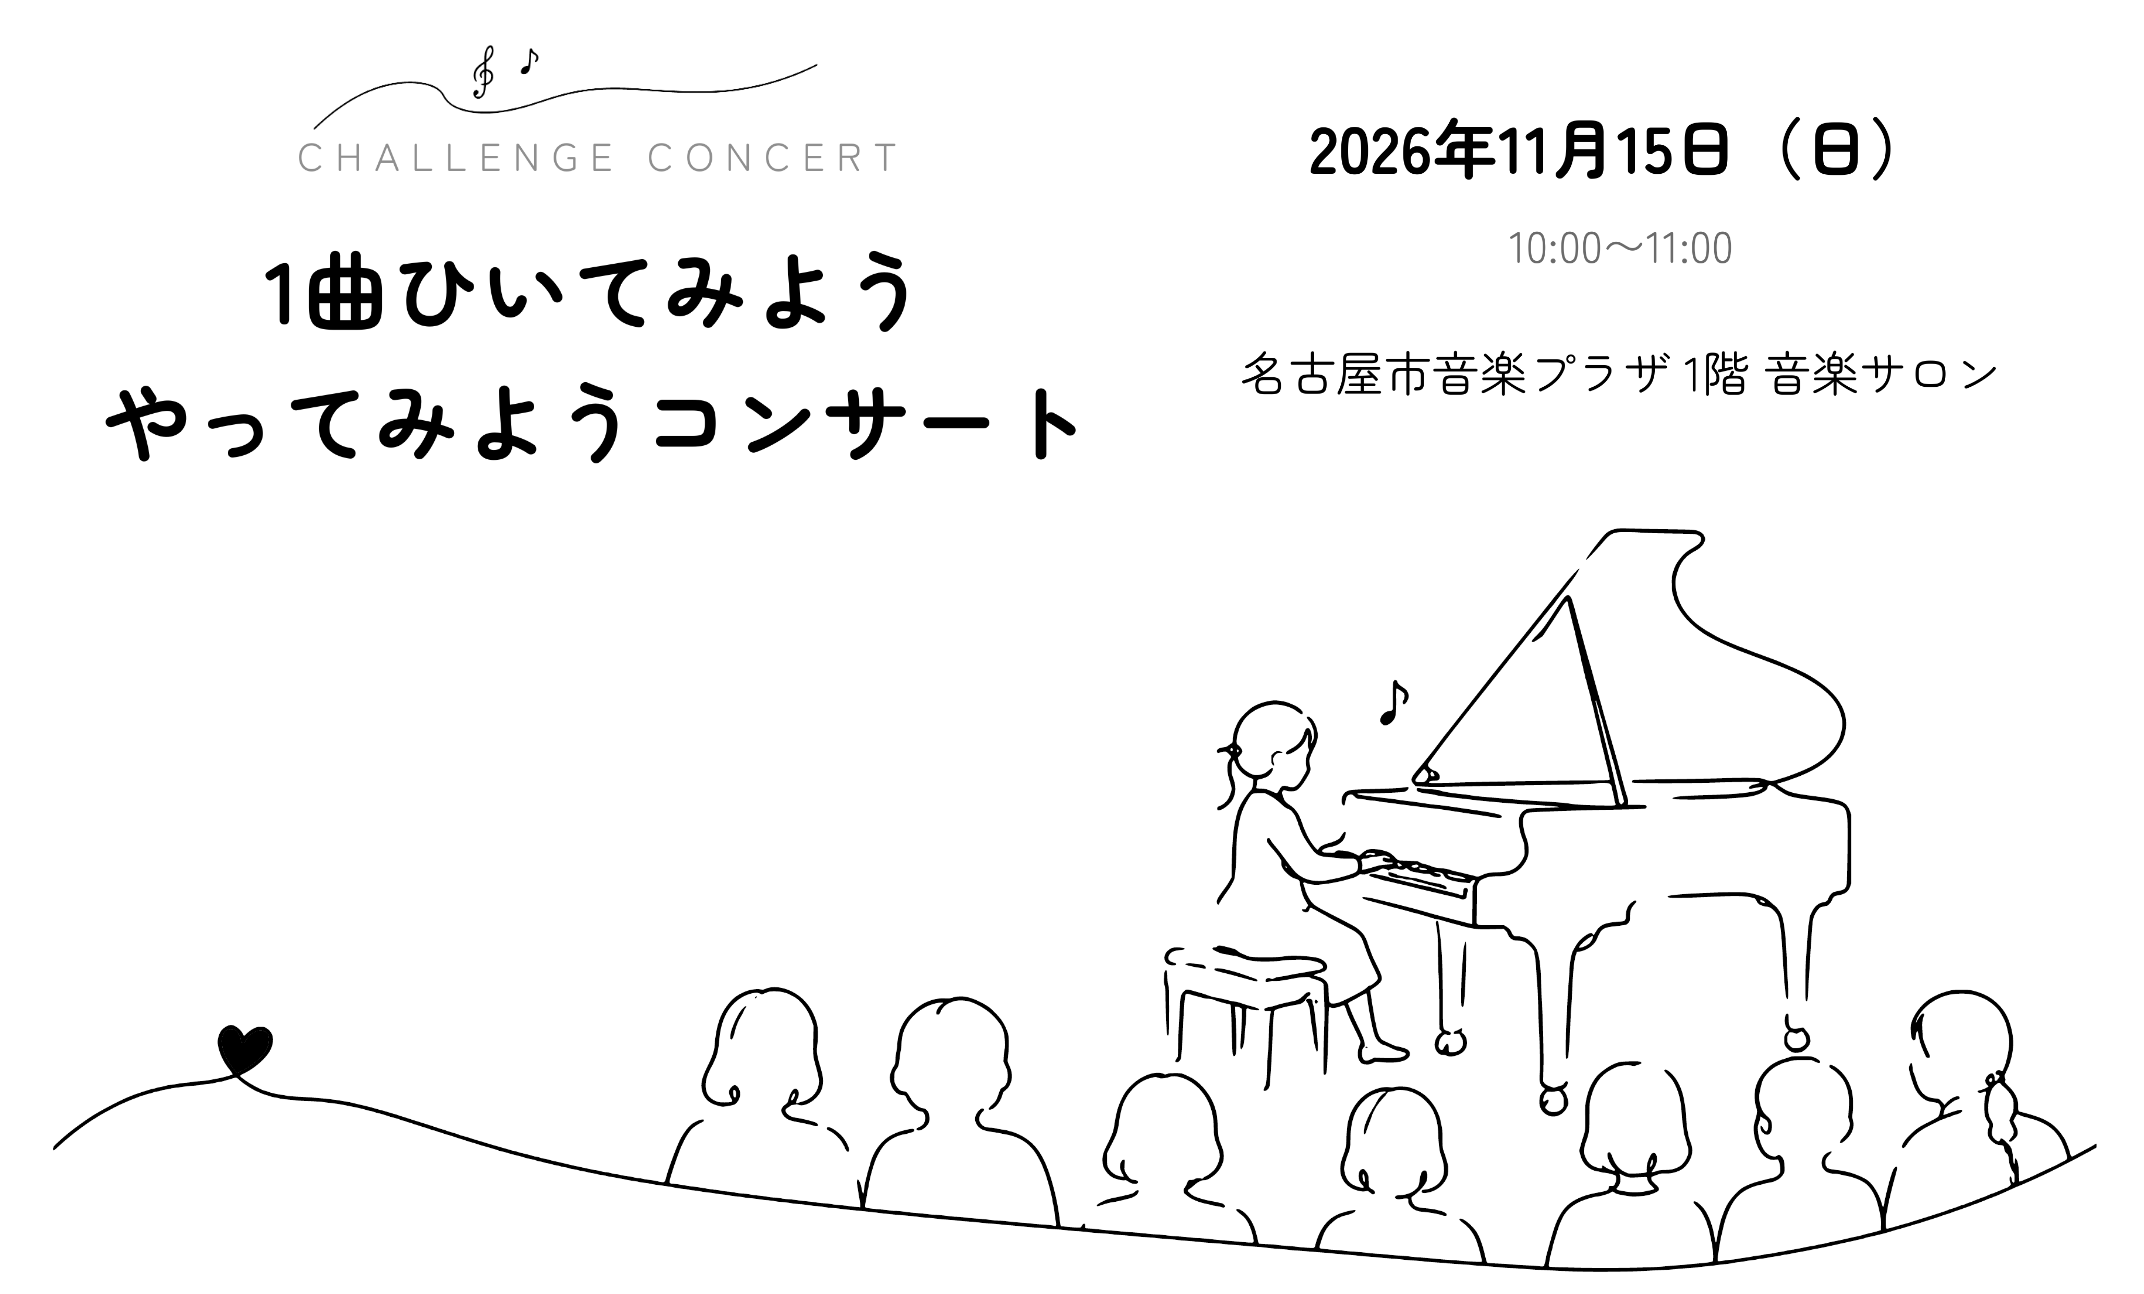 CHALLENGE CONCERT
1曲ひいてみよう
やってみようコンサート
2026年11月15日（日）
10:00〜11:00
名古屋市音楽プラザ 1階 音楽サロン